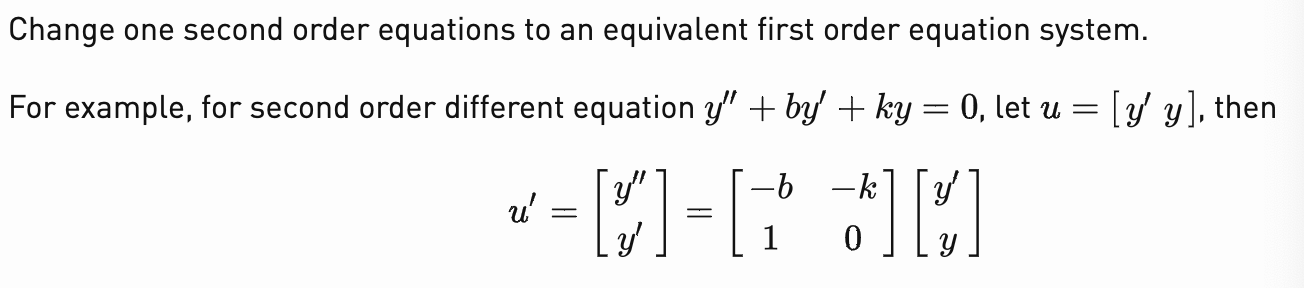 Change one second order equations to an equivalent first order equation system.
For example, for second order different equation y'' + by' + ky = 0, let u = [y' y], then
u' = [y'' y'] = [−b −k 1 0] [y' y]